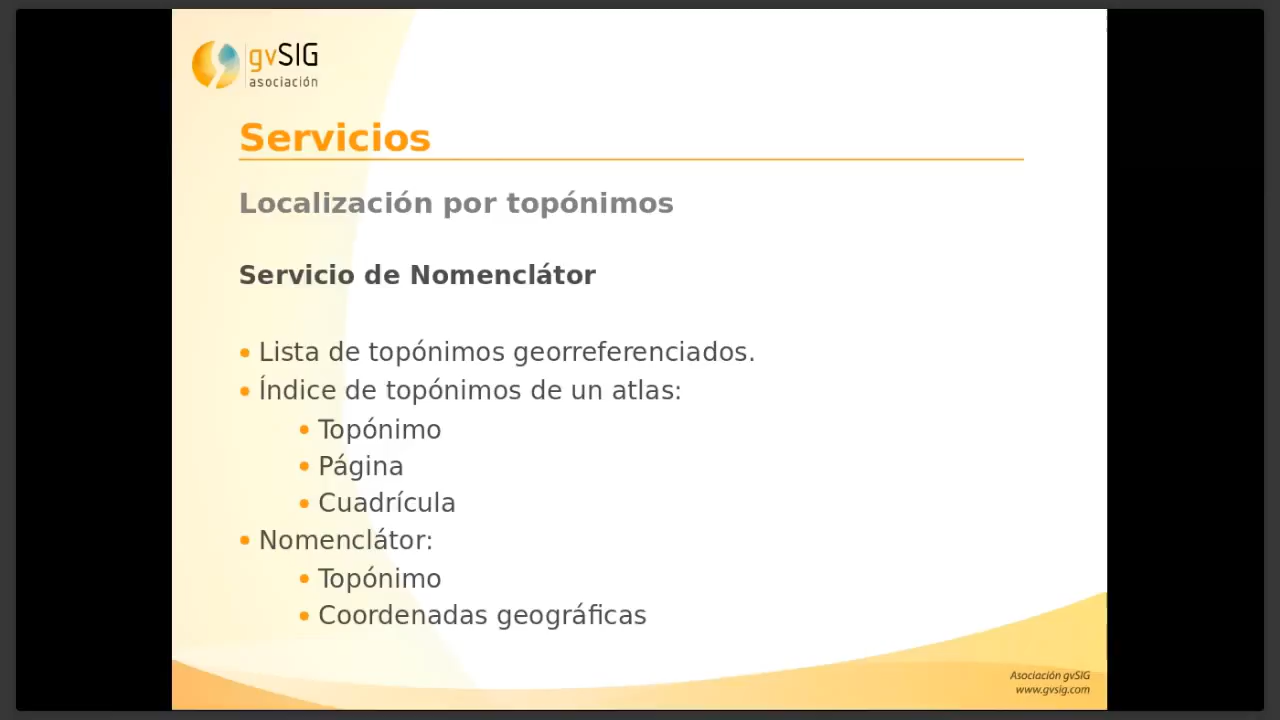 gvSIG
asociación
Servicios
Localización por topónimos
Servicio de Nomenclátor
• Lista de topónimos georreferenciados.
• Índice de topónimos de un atlas:
• Topónimo
• Página
• Cuadrícula
• Nomenclátor:
• Topónimo
• Coordenadas geográficas
Asociación gvSIG
www.gvsig.com